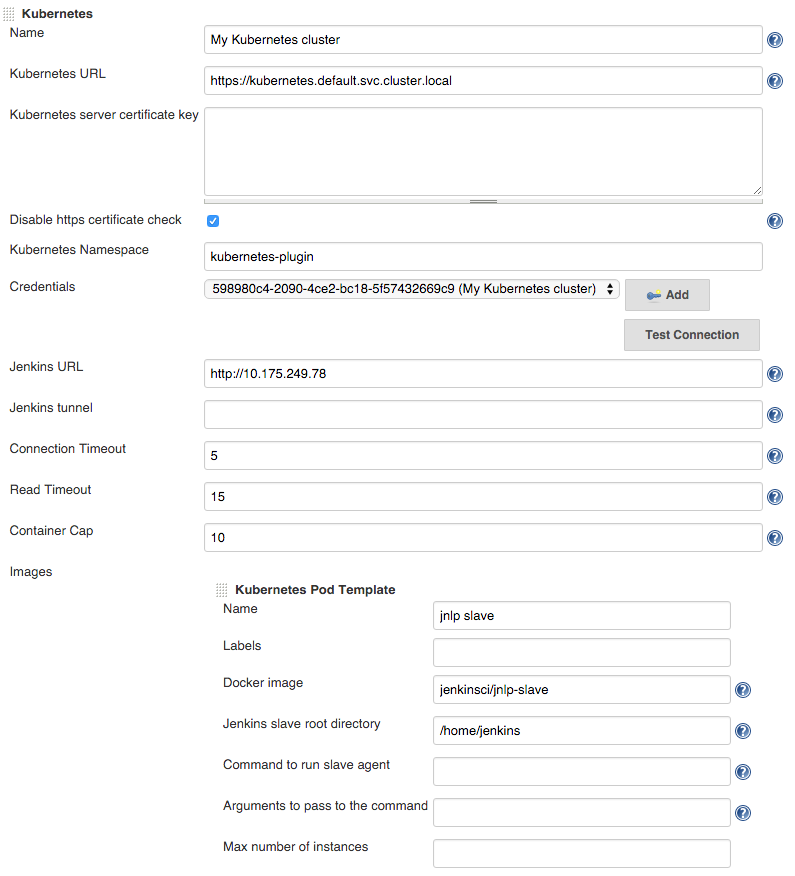 Kubernetes
Name
My Kubernetes cluster
Kubernetes URL
https://kubernetes.default.svc.cluster.local
Kubernetes server certificate key
Disable https certificate check
Kubernetes Namespace
kubernetes-plugin
Credentials
598980c4-2090-4ce2-bc18-5f57432669c9 (My Kubernetes cluster)
Add
Test Connection
Jenkins URL
http://10.175.249.78
Jenkins tunnel
Connection Timeout
5
Read Timeout
15
Container Cap
10
Images
Kubernetes Pod Template
Name
jnlp slave
Labels
Docker image
jenkinsci/jnlp-slave
Jenkins slave root directory
/home/jenkins
Command to run slave agent
Arguments to pass to the command
Max number of instances